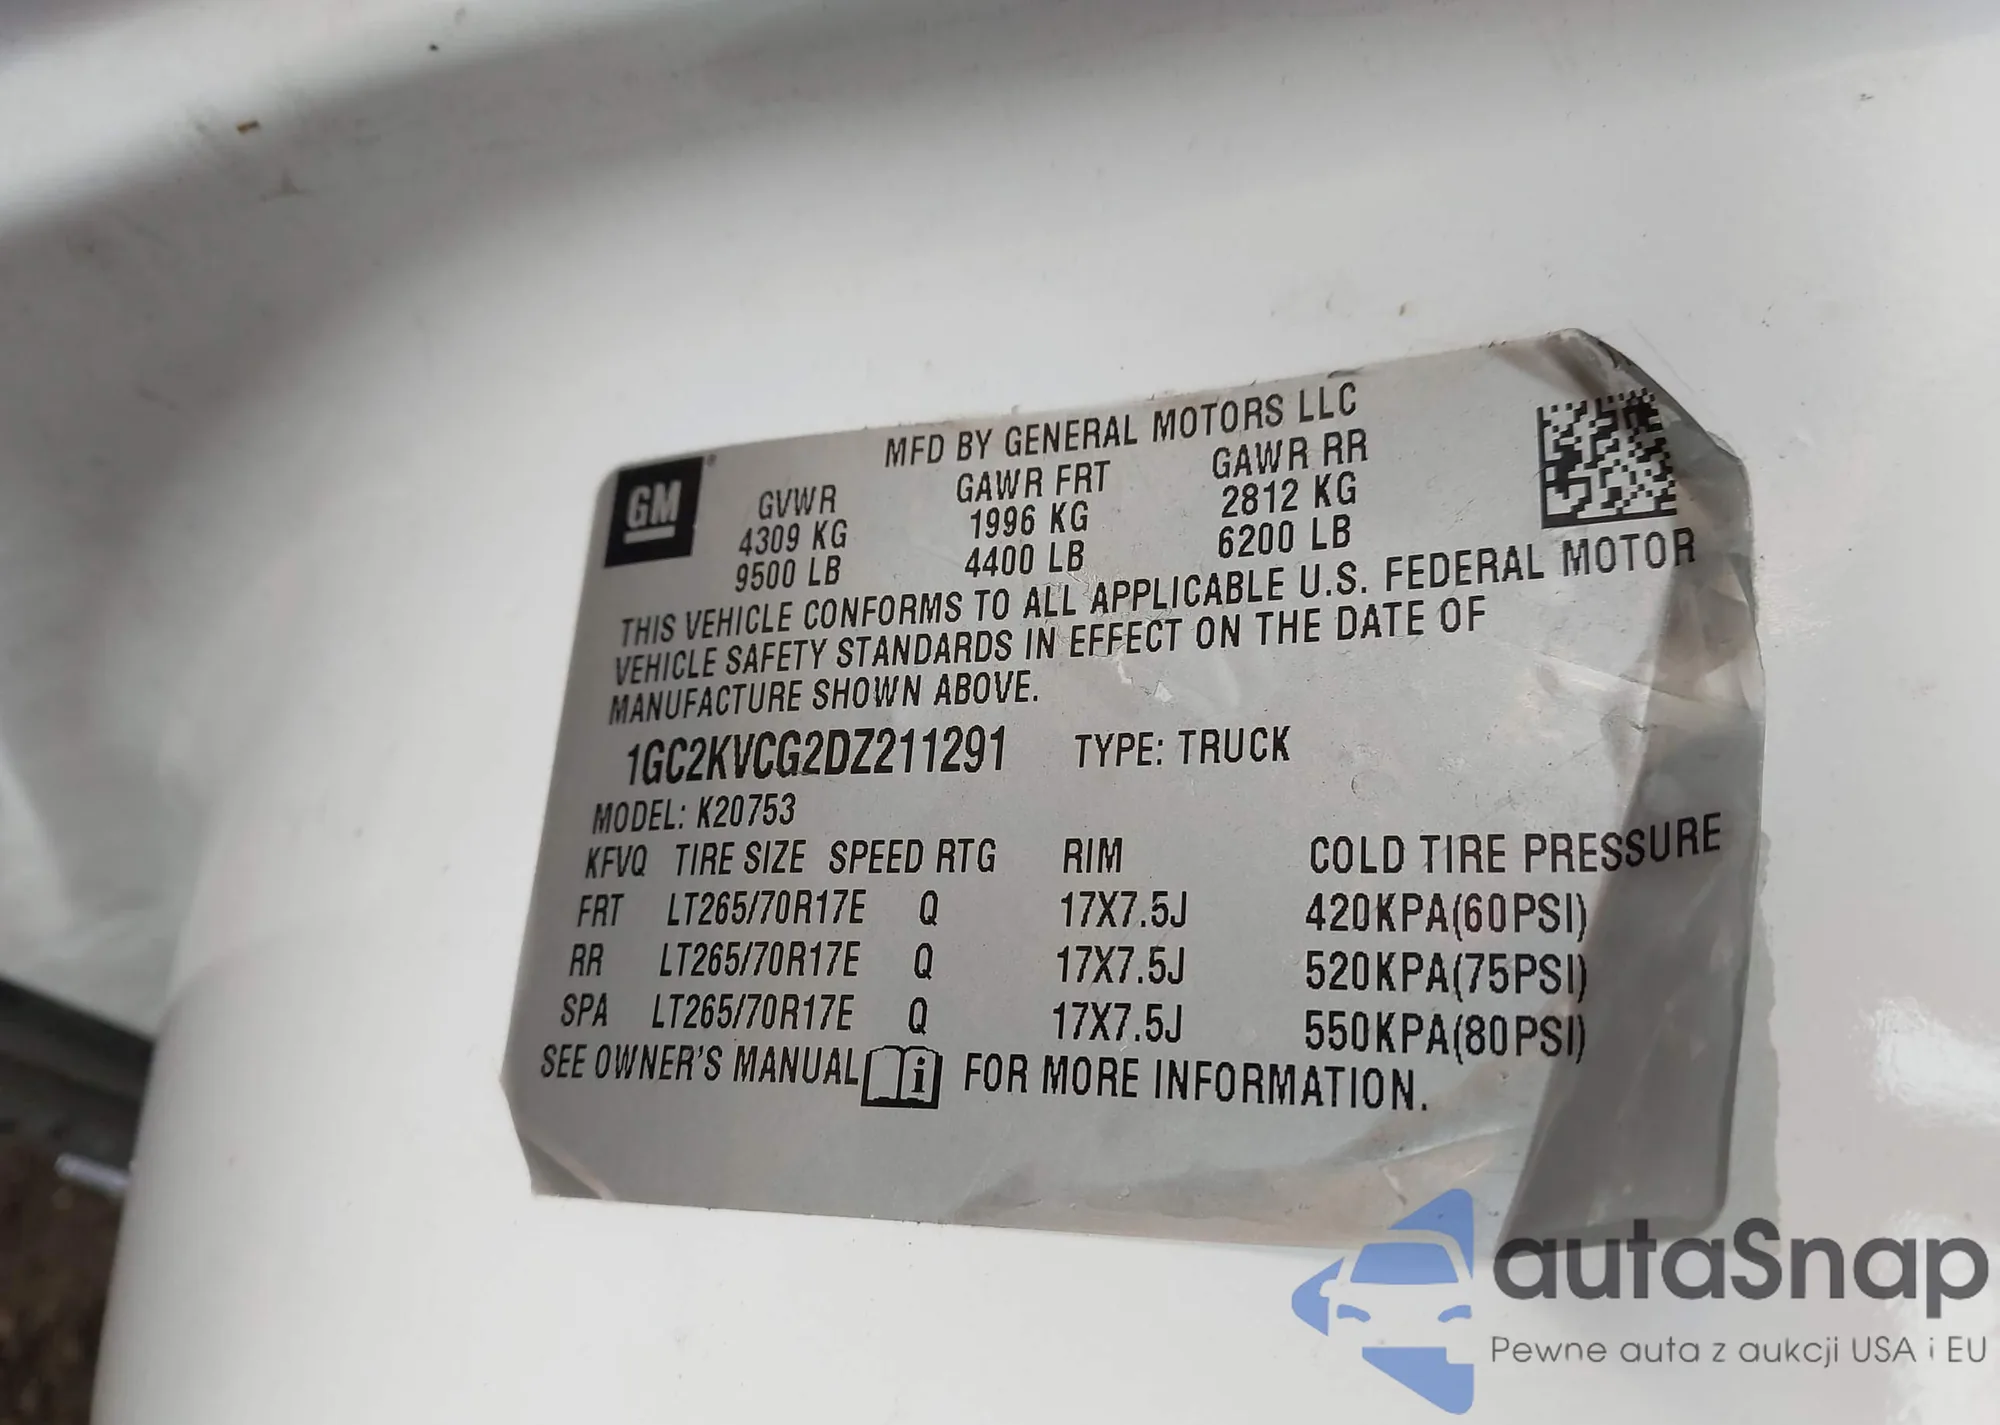 MFD BY GENERAL MOTORS LLC
GM®
GVWR GAWR FRT GAWR RR
4309 KG 1996 KG 2812 KG
9500 LB 4400 LB 6200 LB
THIS VEHICLE CONFORMS TO ALL APPLICABLE U.S. FEDERAL MOTOR
VEHICLE SAFETY STANDARDS IN EFFECT ON THE DATE OF
MANUFACTURE SHOWN ABOVE.
1GC2KVCG2DZ211291 TYPE: TRUCK
MODEL: K20753
KFVQ TIRE SIZE SPEED RTG RIM COLD TIRE PRESSURE
FRT LT265/70R17E Q 17X7.5J 420KPA(60PSI)
RR LT265/70R17E Q 17X7.5J 520KPA(75PSI)
SPA LT265/70R17E Q 17X7.5J 550KPA(80PSI)
SEE OWNER'S MANUAL i FOR MORE INFORMATION.
autaSnap
Pewne auta z aukcji USA i EU